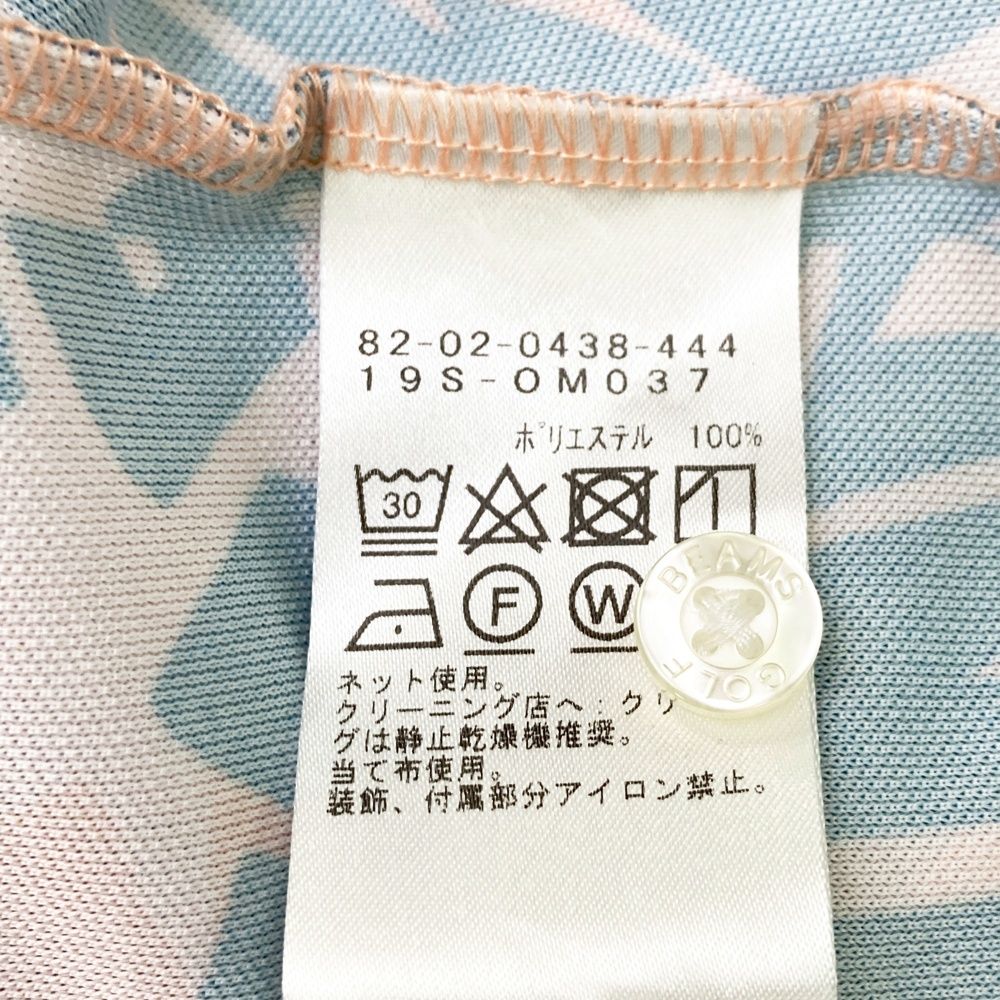 82-02-0438-444
19S-OM037
ポリエステル 100%
30
F
W
BEAMS
GOLF
ネット使用。
クリーニング店へ：クリ
グは静止乾燥機推奨。
当て布使用。
装飾、付属部分アイロン禁止。